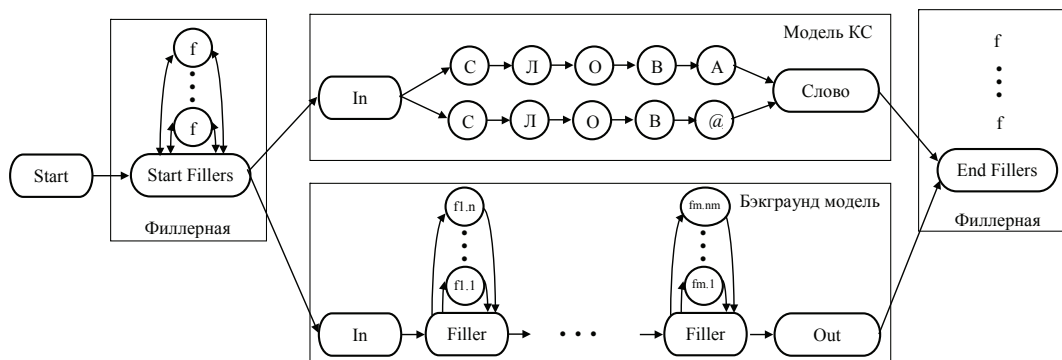 Start
f
f
Start Fillers
Филлерная
Модель КС
In
С Л О В А
С Л О В @
Слово
Бэкграунд модель
f1.n
f1.1
In
Filler
fm.nm
fm.1
Filler
Out
f
f
End Fillers
Филлерная